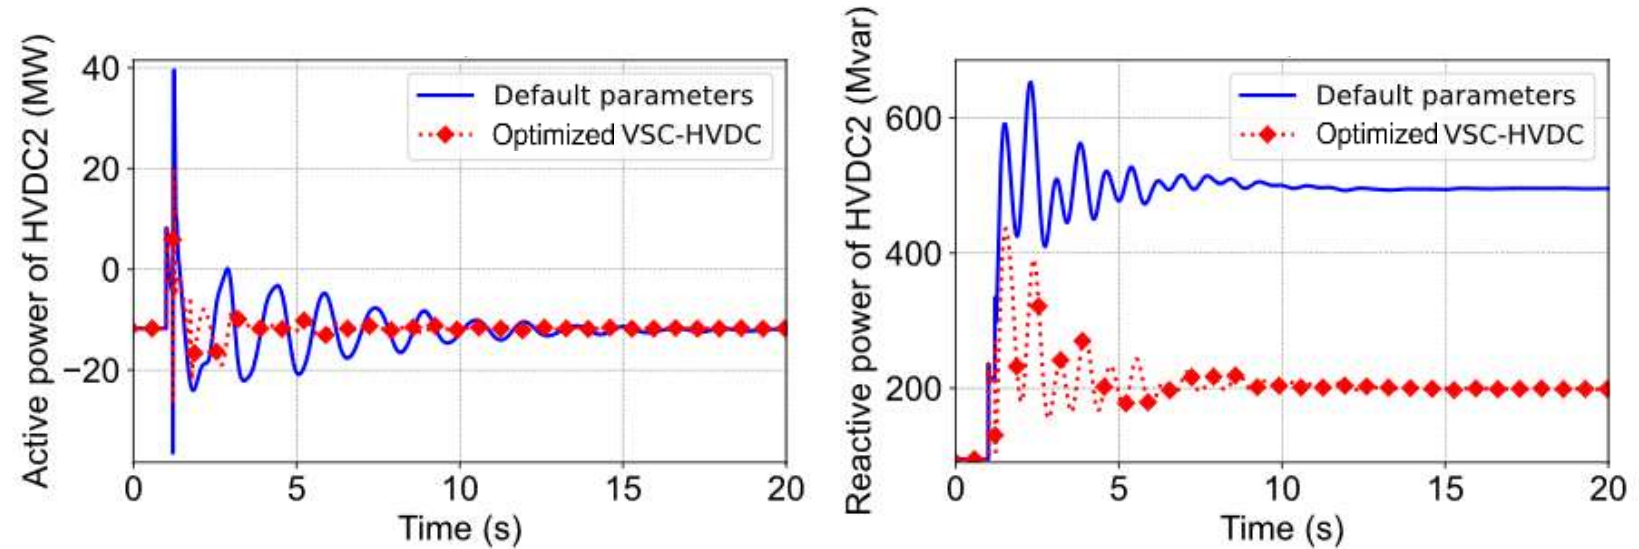 Active power of HVDC2 (MW)
40
20
0
−20
0 5 10 15 20
Time (s)
Default parameters
Optimized VSC-HVDC
Reactive power of HVDC2 (Mvar)
600
400
200
0 5 10 15 20
Time (s)
Default parameters
Optimized VSC-HVDC